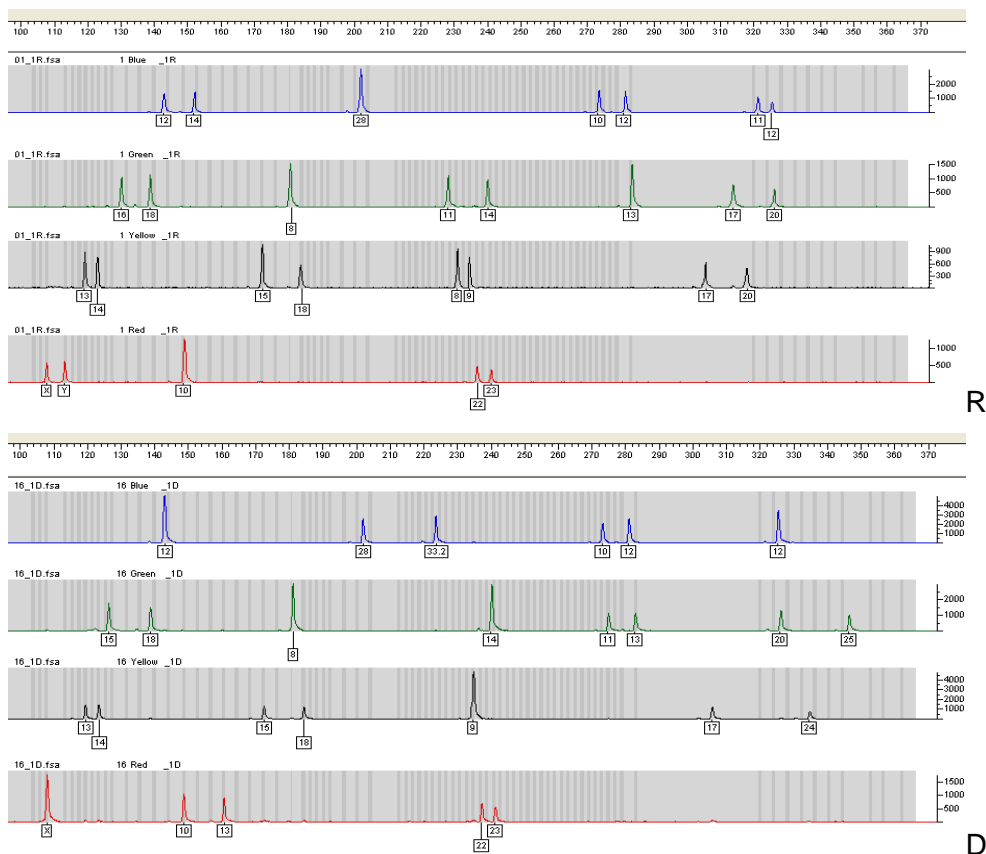 100 110 120 130 140 150 160 170 180 190 200 210 220 230 240 250 260 270 280 290 300 310 320 330 340 350 360 370
01_1R.fsa 1 Blue _1R
2000
1000
12 14 28 10 12 11
12
01_1R.fsa 1 Green _1R
1500
1000
500
16 18 11 14 13 17 20
8
01_1R.fsa 1 Yellow _1R
900
600
300
13 15 8 9 17 20
14 18
01_1R.fsa 1 Red _1R
1000
500
X Y 10 23
22
R
100 110 120 130 140 150 160 170 180 190 200 210 220 230 240 250 260 270 280 290 300 310 320 330 340 350 360 370
16_1D.fsa 16 Blue _1D
4000
3000
2000
1000
12 28 33.2 10 12 12
16_1D.fsa 16 Green _1D
2000
1000
15 18 14 11 13 20 25
8
16_1D.fsa 16 Yellow _1D
4000
3000
2000
1000
13 15 9 17 24
14 18
16_1D.fsa 16 Red _1D
1500
1000
500
X 10 13 23
22
D